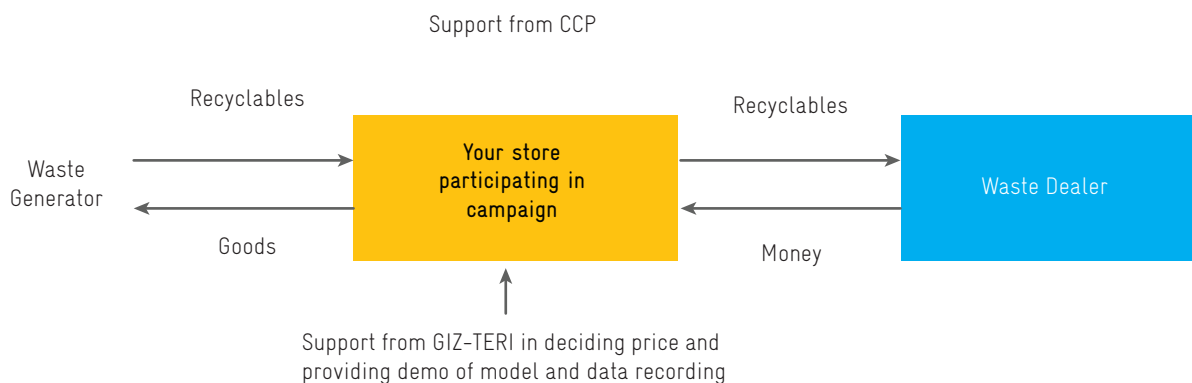 Support from CCP
Recyclables
Recyclables
Waste
Generator
Your store
participating in
campaign
Waste Dealer
Goods
Money
Support from GIZ-TERI in deciding price and
providing demo of model and data recording